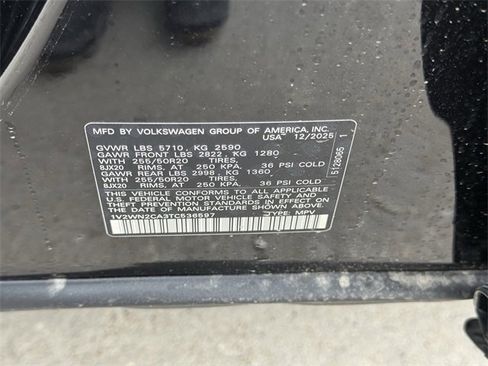 MFD BY VOLKSWAGEN GROUP OF AMERICA, INC.
USA 12/2025
GVWR LBS 5710, KG 2590
GAWR FRONT LBS 2822, KG 1280
WITH 255/50R20 TIRES,
8JX20 RIMS, AT 250 KPA, 36 PSI COLD
GAWR REAR LBS 2998, KG 1360
WITH 255/50R20 TIRES,
8JX20 RIMS, AT 250 KPA, 36 PSI COLD
THIS VEHICLE CONFORMS TO ALL APPLICABLE
U.S. FEDERAL MOTOR VEHICLE SAFETY AND
THEFT PREVENTION STANDARDS IN EFFECT ON
THE DATE OF MANUFACTURE SHOWN ABOVE.
1V2WN2CA3TC536597 TYPE: MPV
5128065 1